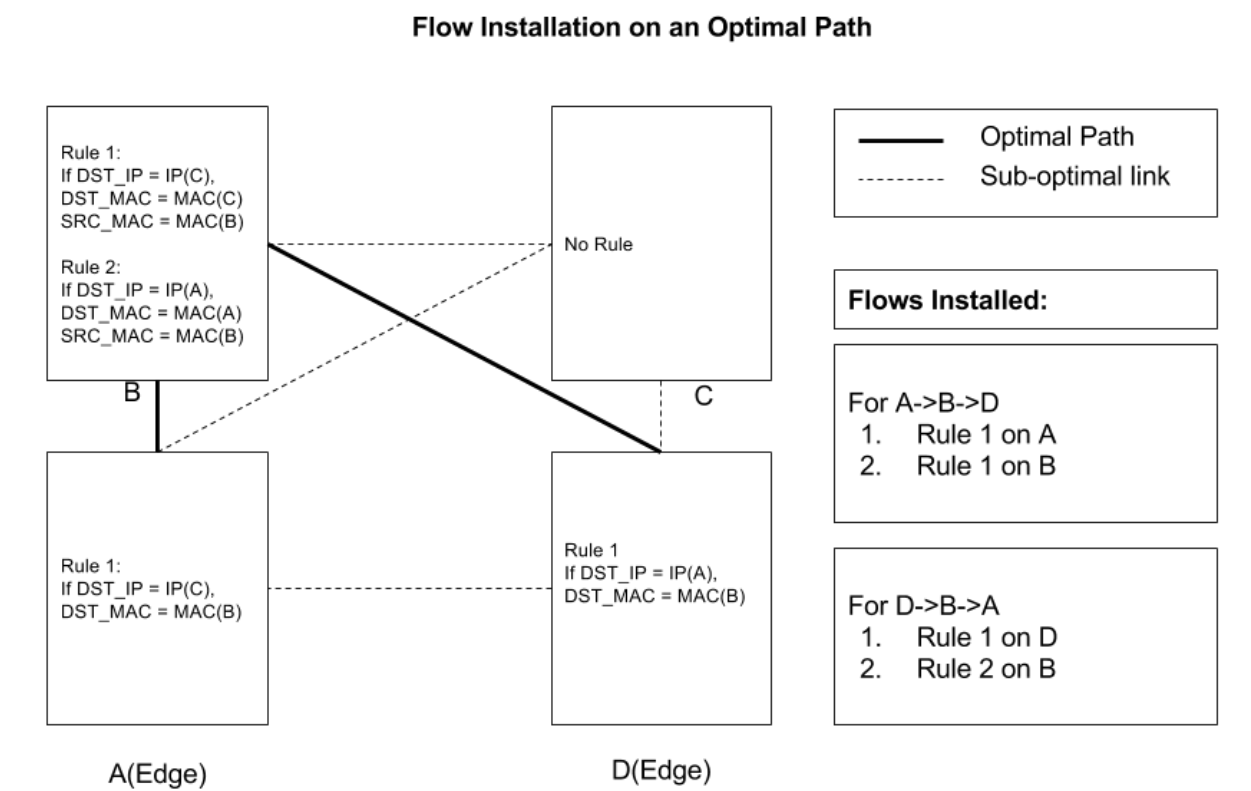 Flow Installation on an Optimal Path
Rule 1:
If DST_IP = IP(C),
DST_MAC = MAC(C)
SRC_MAC = MAC(B)
Rule 2:
If DST_IP = IP(A),
DST_MAC = MAC(A)
SRC_MAC = MAC(B)
B
No Rule
C
Rule 1:
If DST_IP = IP(C),
DST_MAC = MAC(B)
A(Edge)
Rule 1
If DST_IP = IP(A),
DST_MAC = MAC(B)
D(Edge)
Optimal Path
Sub-optimal link
Flows Installed:
For A->B->D
1. Rule 1 on A
2. Rule 1 on B
For D->B->A
1. Rule 1 on D
2. Rule 2 on B